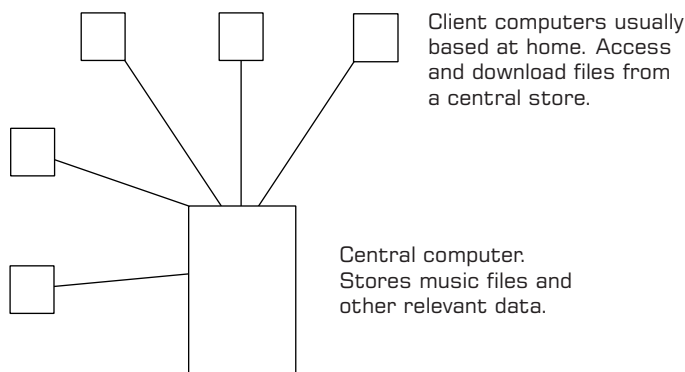 Client computers usually
based at home. Access
and download files from
a central store.
Central computer.
Stores music files and
other relevant data.